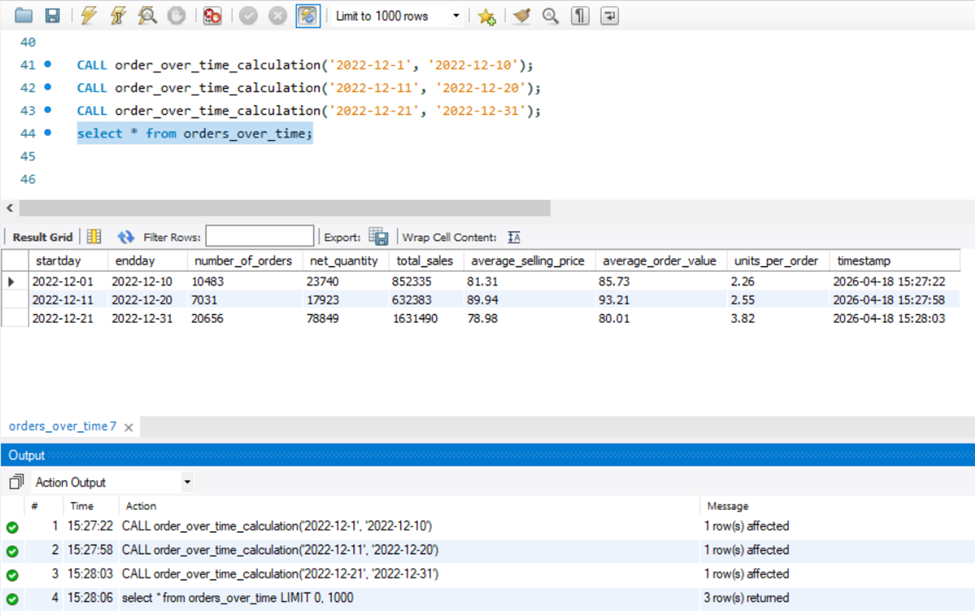 Limit to 1000 rows
40
41 CALL order_over_time_calculation('2022-12-1', '2022-12-10');
42 CALL order_over_time_calculation('2022-12-11', '2022-12-20');
43 CALL order_over_time_calculation('2022-12-21', '2022-12-31');
44 select * from orders_over_time;
45
46
Result Grid Filter Rows: Export: Wrap Cell Content:
startday endday number_of_orders net_quantity total_sales average_selling_price average_order_value units_per_order timestamp
2022-12-01 2022-12-10 10483 23740 852335 81.31 85.73 2.26 2026-04-18 15:27:22
2022-12-11 2022-12-20 7031 17923 632383 89.94 93.21 2.55 2026-04-18 15:27:58
2022-12-21 2022-12-31 20656 78849 1631490 78.98 80.01 3.82 2026-04-18 15:28:03
orders_over_time 7
Output
Action Output
# Time Action Message
1 15:27:22 CALL order_over_time_calculation('2022-12-1', '2022-12-10') 1 row(s) affected
2 15:27:58 CALL order_over_time_calculation('2022-12-11', '2022-12-20') 1 row(s) affected
3 15:28:03 CALL order_over_time_calculation('2022-12-21', '2022-12-31') 1 row(s) affected
4 15:28:06 select * from orders_over_time LIMIT 0, 1000 3 row(s) returned